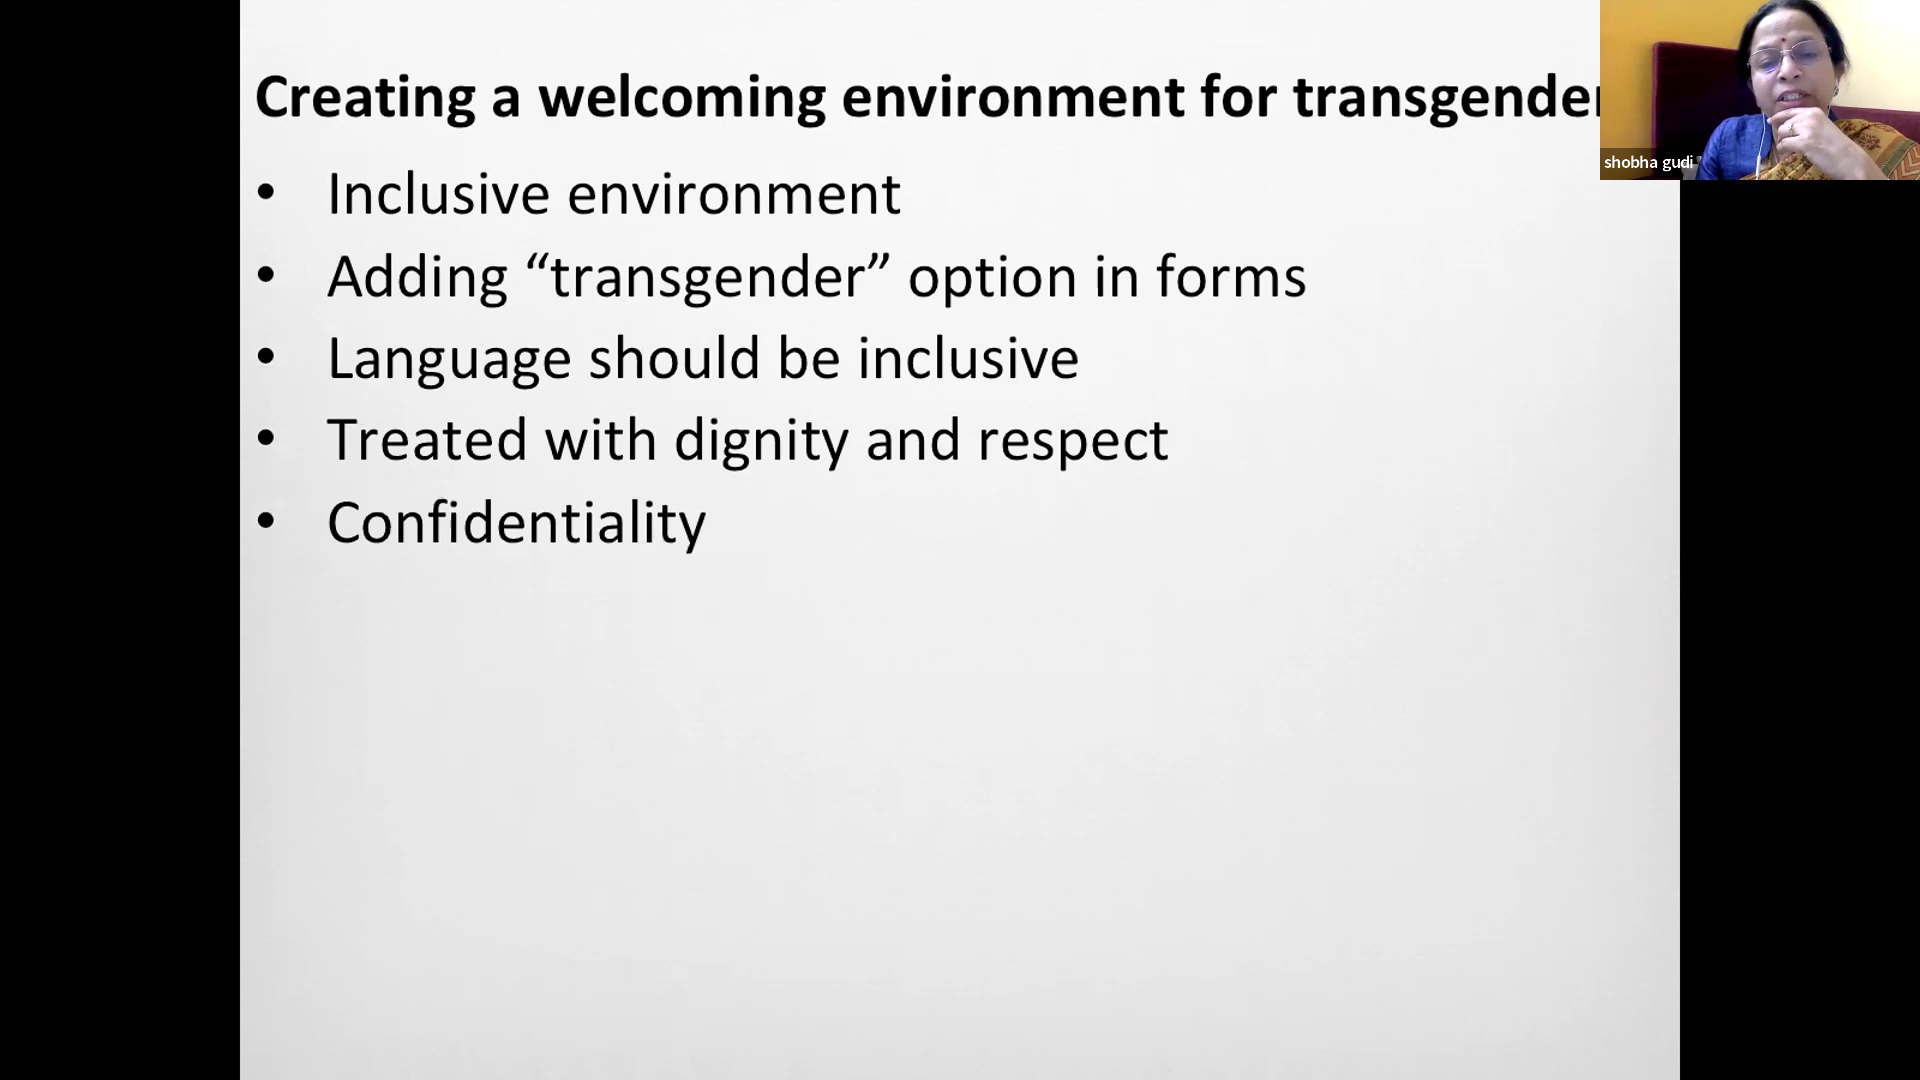 Creating a welcoming environment for transgender
• Inclusive environment
• Adding “transgender” option in forms
• Language should be inclusive
• Treated with dignity and respect
• Confidentiality
shobha gudi